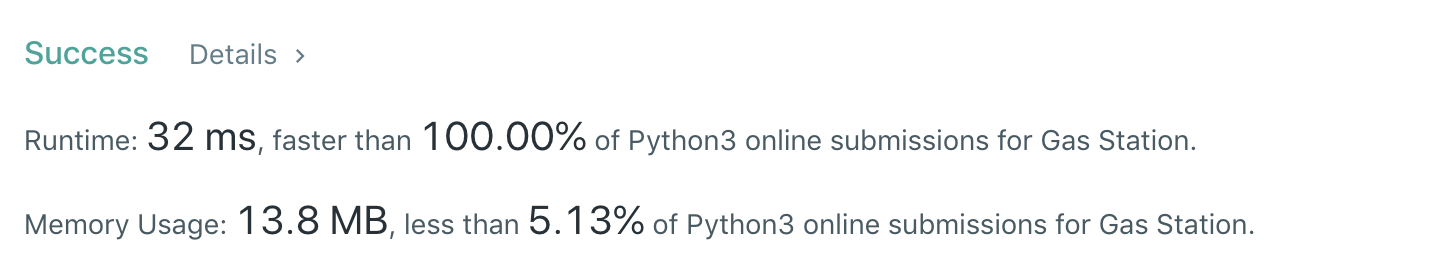 Success Details >
Runtime: 32 ms, faster than 100.00% of Python3 online submissions for Gas Station.
Memory Usage: 13.8 MB, less than 5.13% of Python3 online submissions for Gas Station.